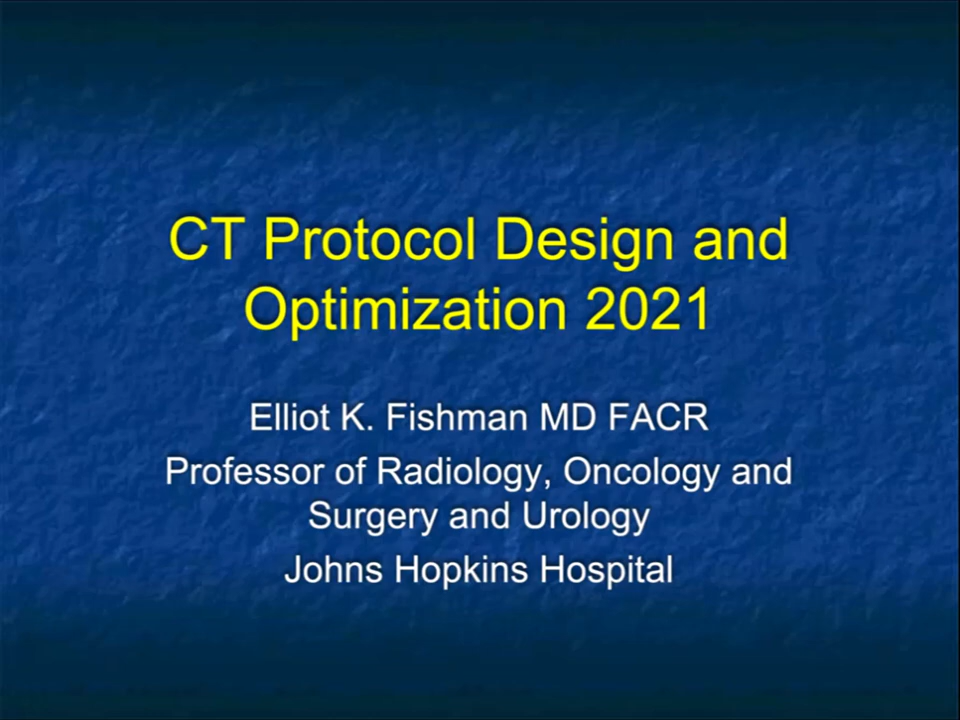 CT Protocol Design and
Optimization 2021
Elliot K. Fishman MD FACR
Professor of Radiology, Oncology and
Surgery and Urology
Johns Hopkins Hospital